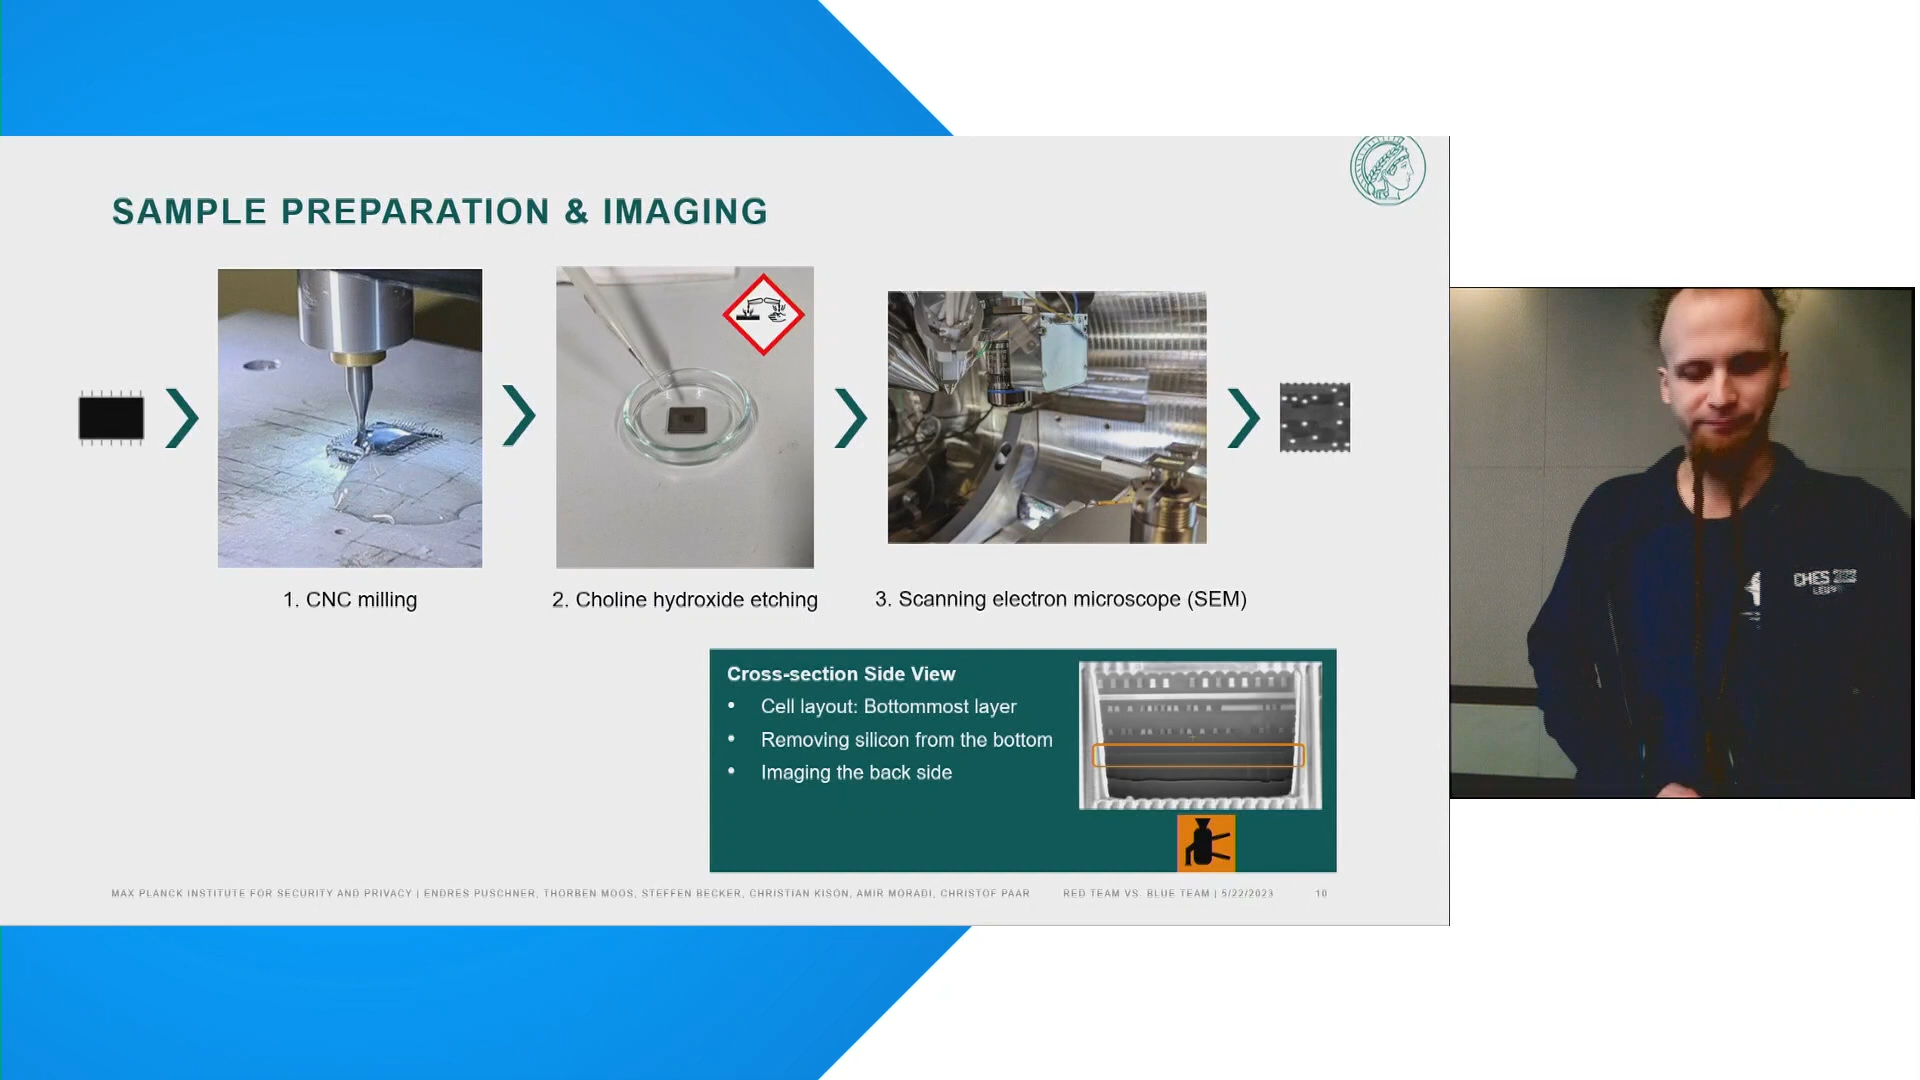 SAMPLE PREPARATION & IMAGING
1. CNC milling
2. Choline hydroxide etching
3. Scanning electron microscope (SEM)
Cross-section Side View
• Cell layout: Bottommost layer
• Removing silicon from the bottom
• Imaging the back side
MAX PLANCK INSTITUTE FOR SECURITY AND PRIVACY | ENDRES PUSCHNER, THORBEN MOOS, STEFFEN BECKER, CHRISTIAN KISON, AMIR MORADI, CHRISTOF PAAR
RED TEAM VS. BLUE TEAM | 5/22/2023
10
CHES